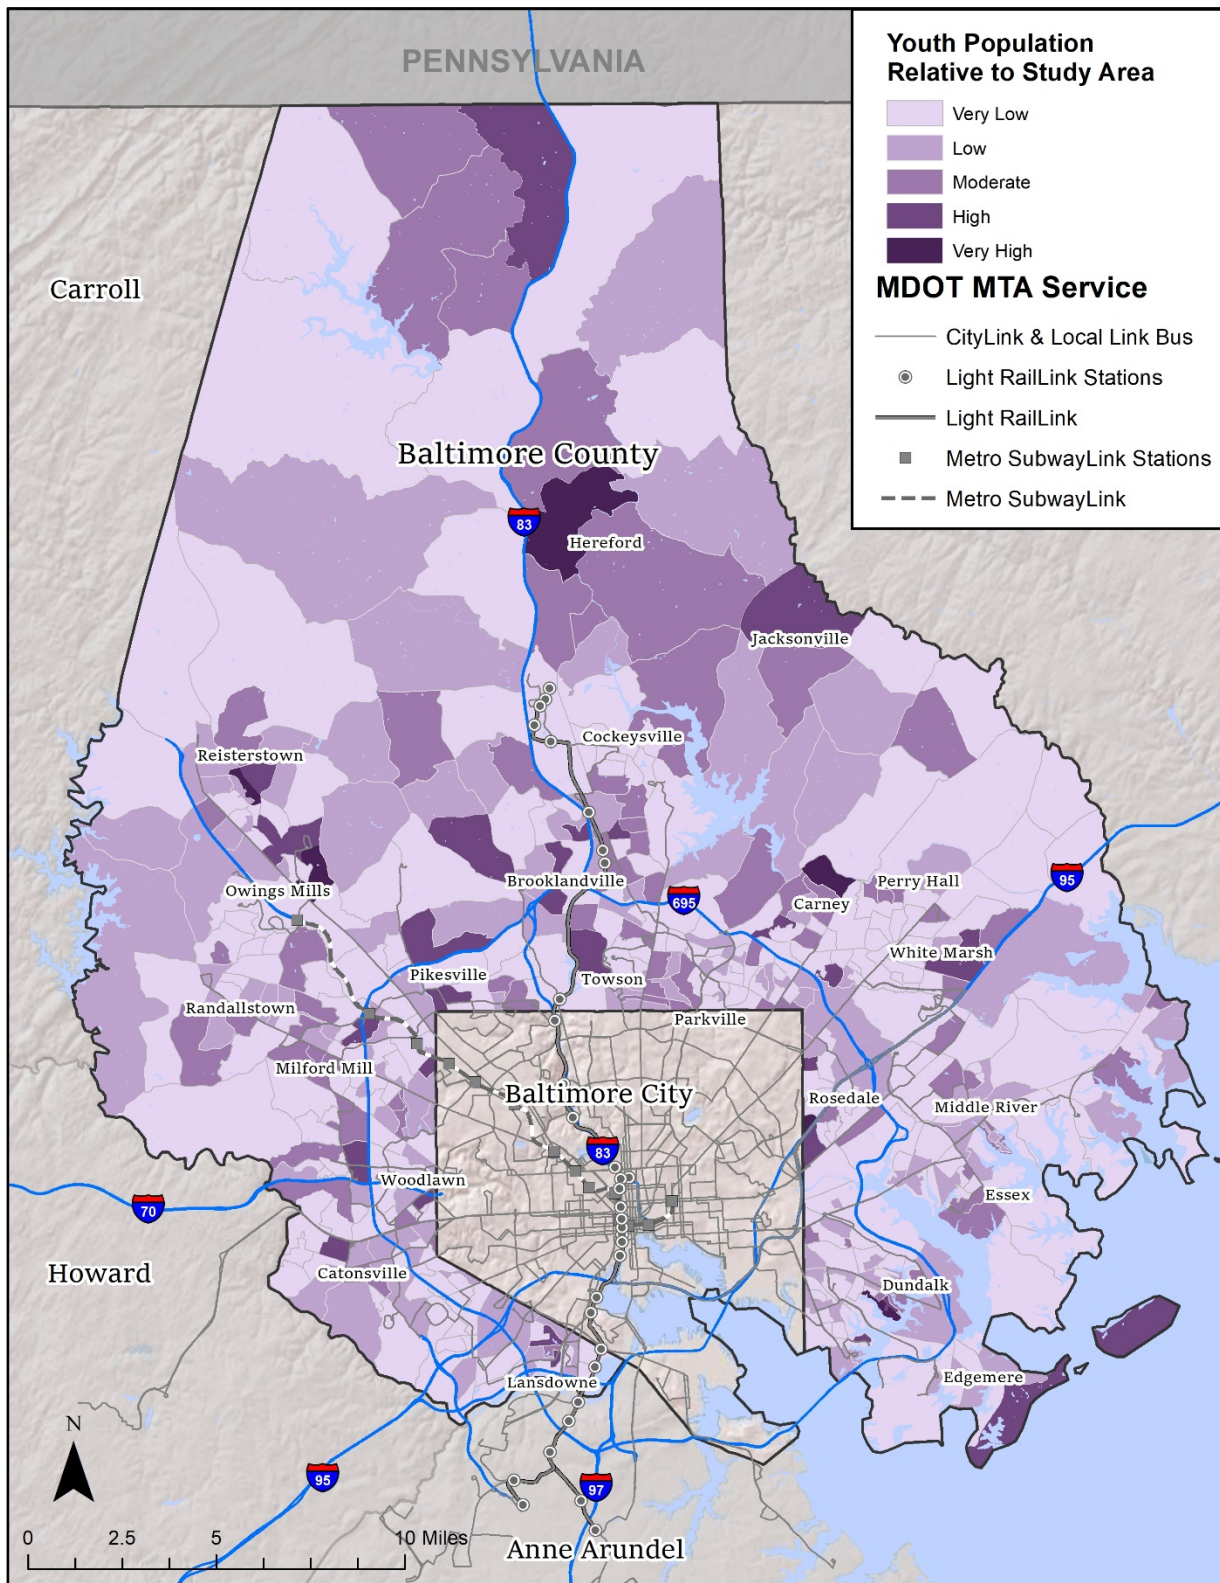 PENNSYLVANIA
Youth Population
Relative to Study Area
Very Low
Low
Moderate
High
Very High
MDOT MTA Service
CityLink & Local Link Bus
Light RailLink Stations
Light RailLink
Metro SubwayLink Stations
Metro SubwayLink
Carroll
Baltimore County
83
Hereford
Jacksonville
Cockeysville
Reisterstown
Owings Mills
Brooklandville
695
Carney
Perry Hall
95
White Marsh
Pikesville
Towson
Randallstown
Parkville
Milford Mill
Baltimore City
Rosedale
Middle River
83
Woodlawn
Essex
70
Howard
Catonsville
Dundalk
Edgemere
Lansdowne
N
95
97
0 2.5 5 10 Miles
Anne Arundel